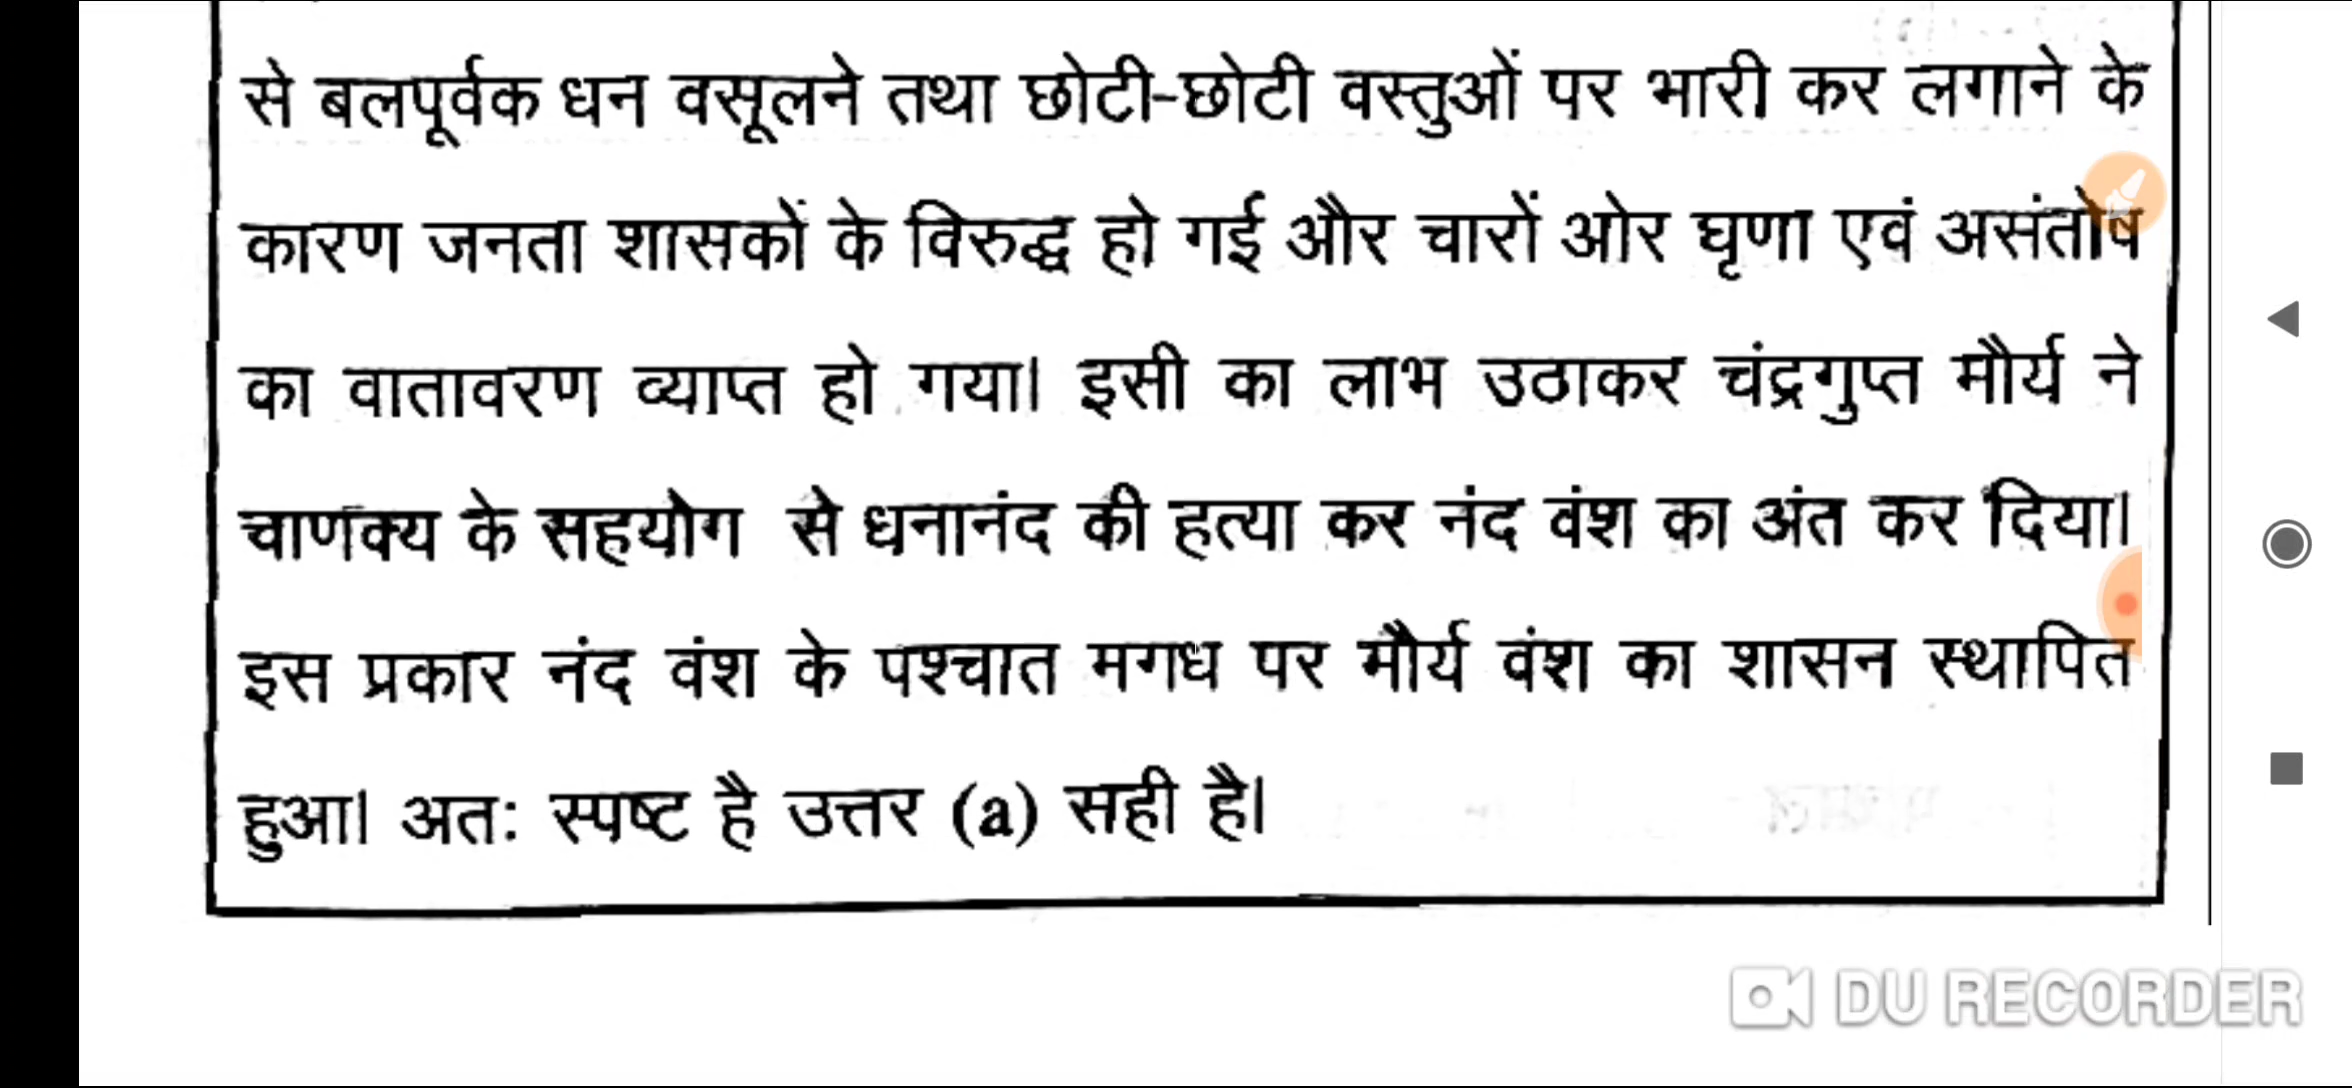 से बलपूर्वक धन वसूलने तथा छोटी-छोटी वस्तुओं पर भारी कर लगाने के
कारण जनता शासकों के विरुद्ध हो गई और चारों ओर घृणा एवं असंतोष
का वातावरण व्याप्त हो गया। इसी का लाभ उठाकर चंद्रगुप्त मौर्य ने
चाणक्य के सहयोग से धनानंद की हत्या कर नंद वंश का अंत कर दिया।
इस प्रकार नंद वंश के पश्चात मगध पर मौर्य वंश का शासन स्थापित
हुआ। अतः स्पष्ट है उत्तर (a) सही है।
DU RECORDER